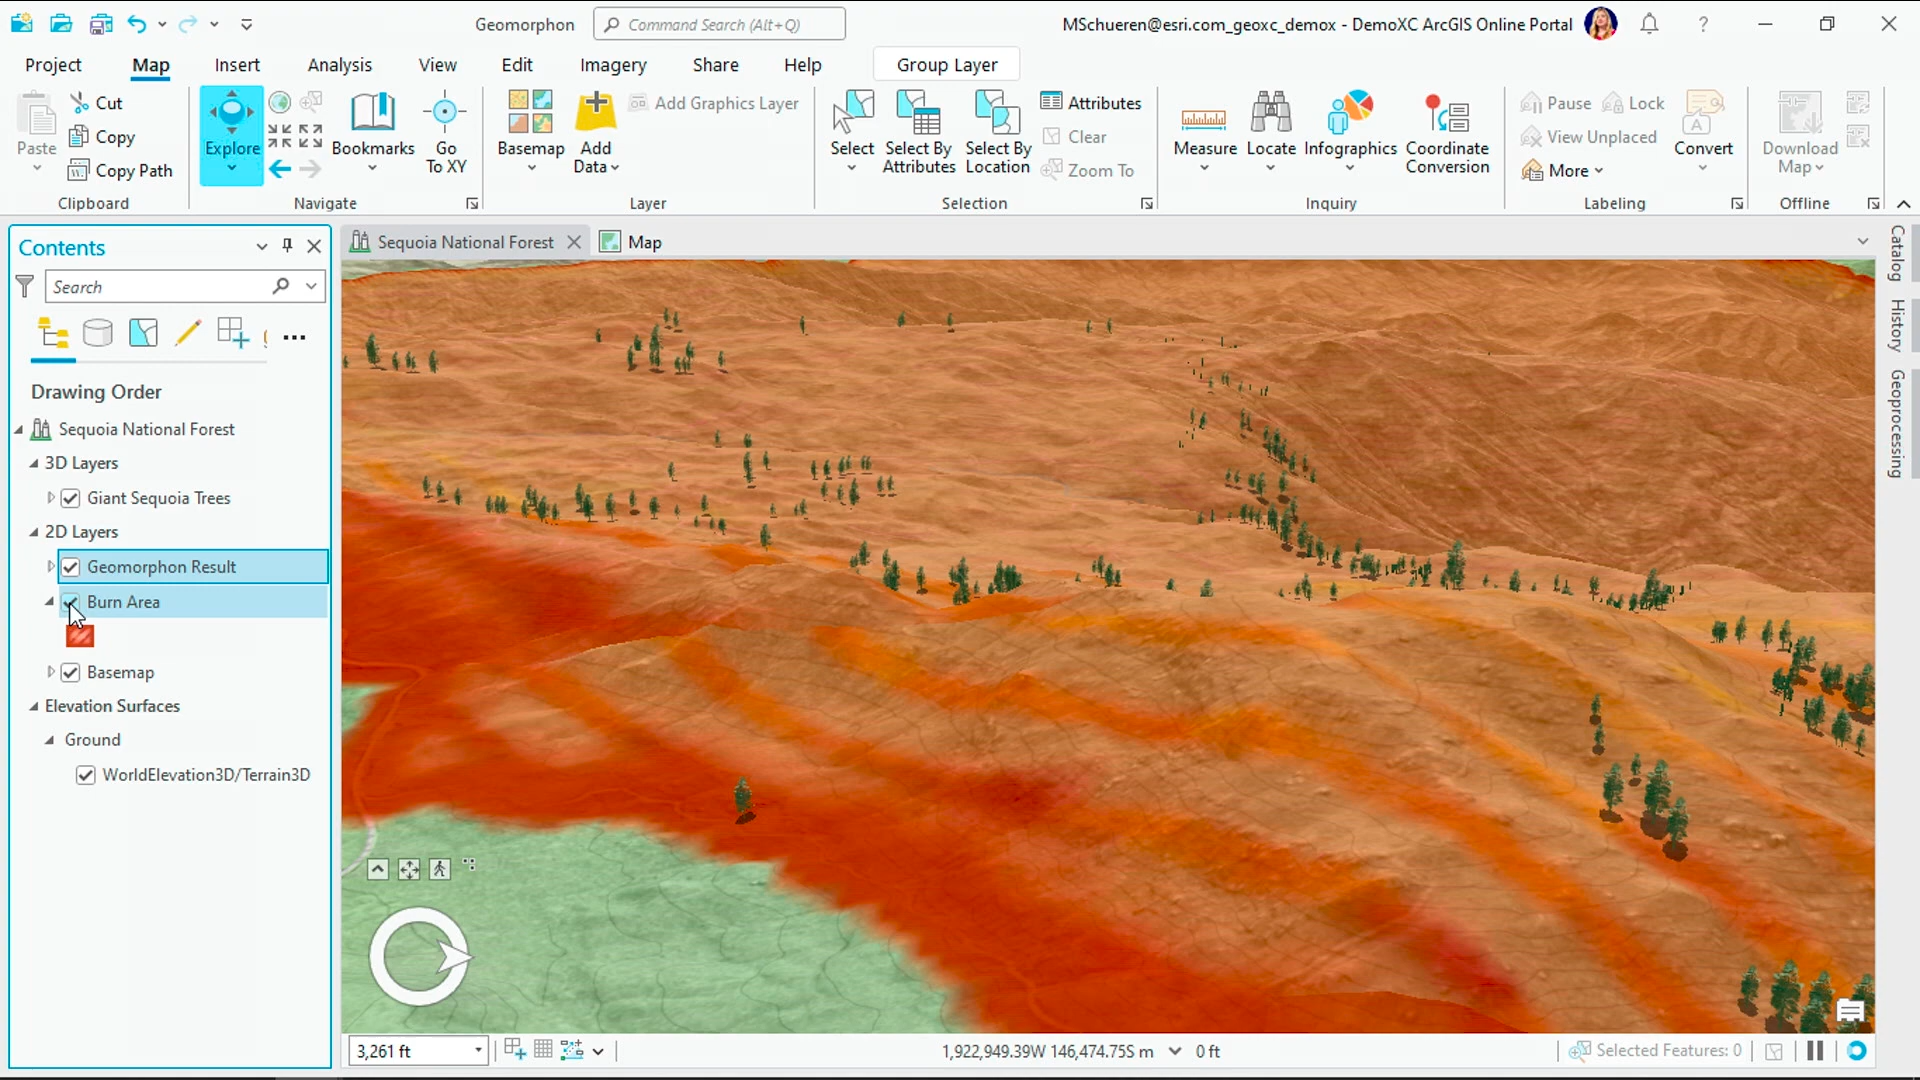 Geomorphon
Command Search (Alt+Q)
MSchueren@esri.com_geoxc_demox - DemoXC ArcGIS Online Portal
Project
Map
Insert
Analysis
View
Edit
Imagery
Share
Help
Group Layer
Paste
Cut
Copy
Copy Path
Clipboard
Explore
Bookmarks
Go
To XY
Navigate
Basemap
Add
Data
Add Graphics Layer
Layer
Select
Select By
Attributes
Select By
Location
Attributes
Clear
Zoom To
Selection
Measure
Locate
Infographics
Coordinate
Conversion
Inquiry
Pause
Lock
View Unplaced
More
Convert
Labeling
Download
Map
Offline
Contents
Search
Drawing Order
Sequoia National Forest
3D Layers
Giant Sequoia Trees
2D Layers
Geomorphon Result
Burn Area
Basemap
Elevation Surfaces
Ground
WorldElevation3D/Terrain3D
Sequoia National Forest
Map
Catalog
History
Geoprocessing
3,261 ft
1,922,949.39W 146,474.75S m
0 ft
Selected Features: 0